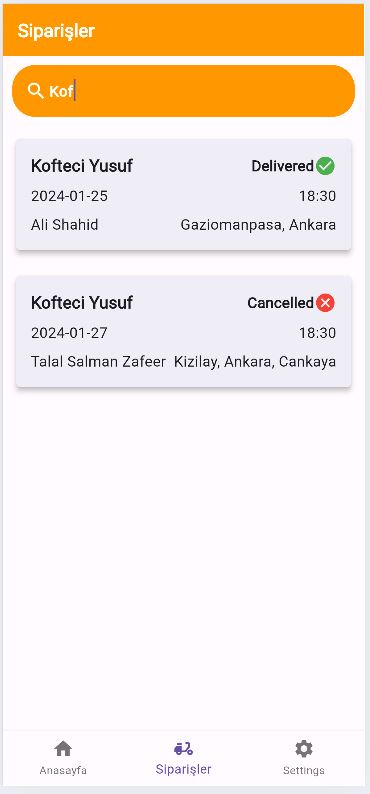 Siparişler
Kof
Kofteci Yusuf Delivered
2024-01-25 18:30
Ali Shahid Gaziomanpasa, Ankara
Kofteci Yusuf Cancelled
2024-01-27 18:30
Talal Salman Zafeer Kizilay, Ankara, Cankaya
Anasayfa Siparişler Settings